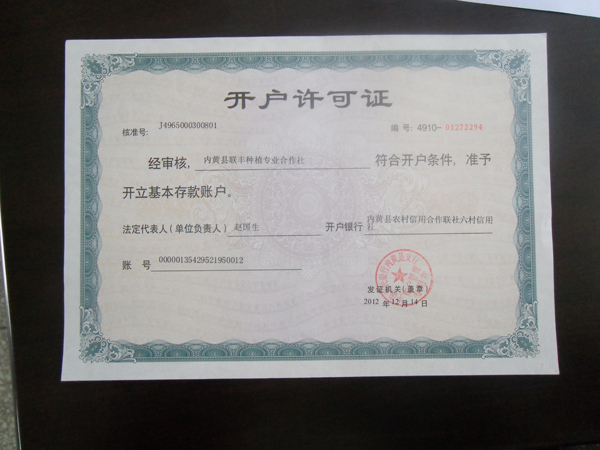 开户许可证
核准号: J4965000300801 编号: 4910-03272294
经审核, 内黄县联丰种植专业合作社 符合开户条件, 准予
开立基本存款账户。
法定代表人(单位负责人) 赵国生 开户银行 内黄县农村信用合作联社六村信用
社
账 号 00000135429521950012
发证机关(盖章)
2012 年 12 月 14 日